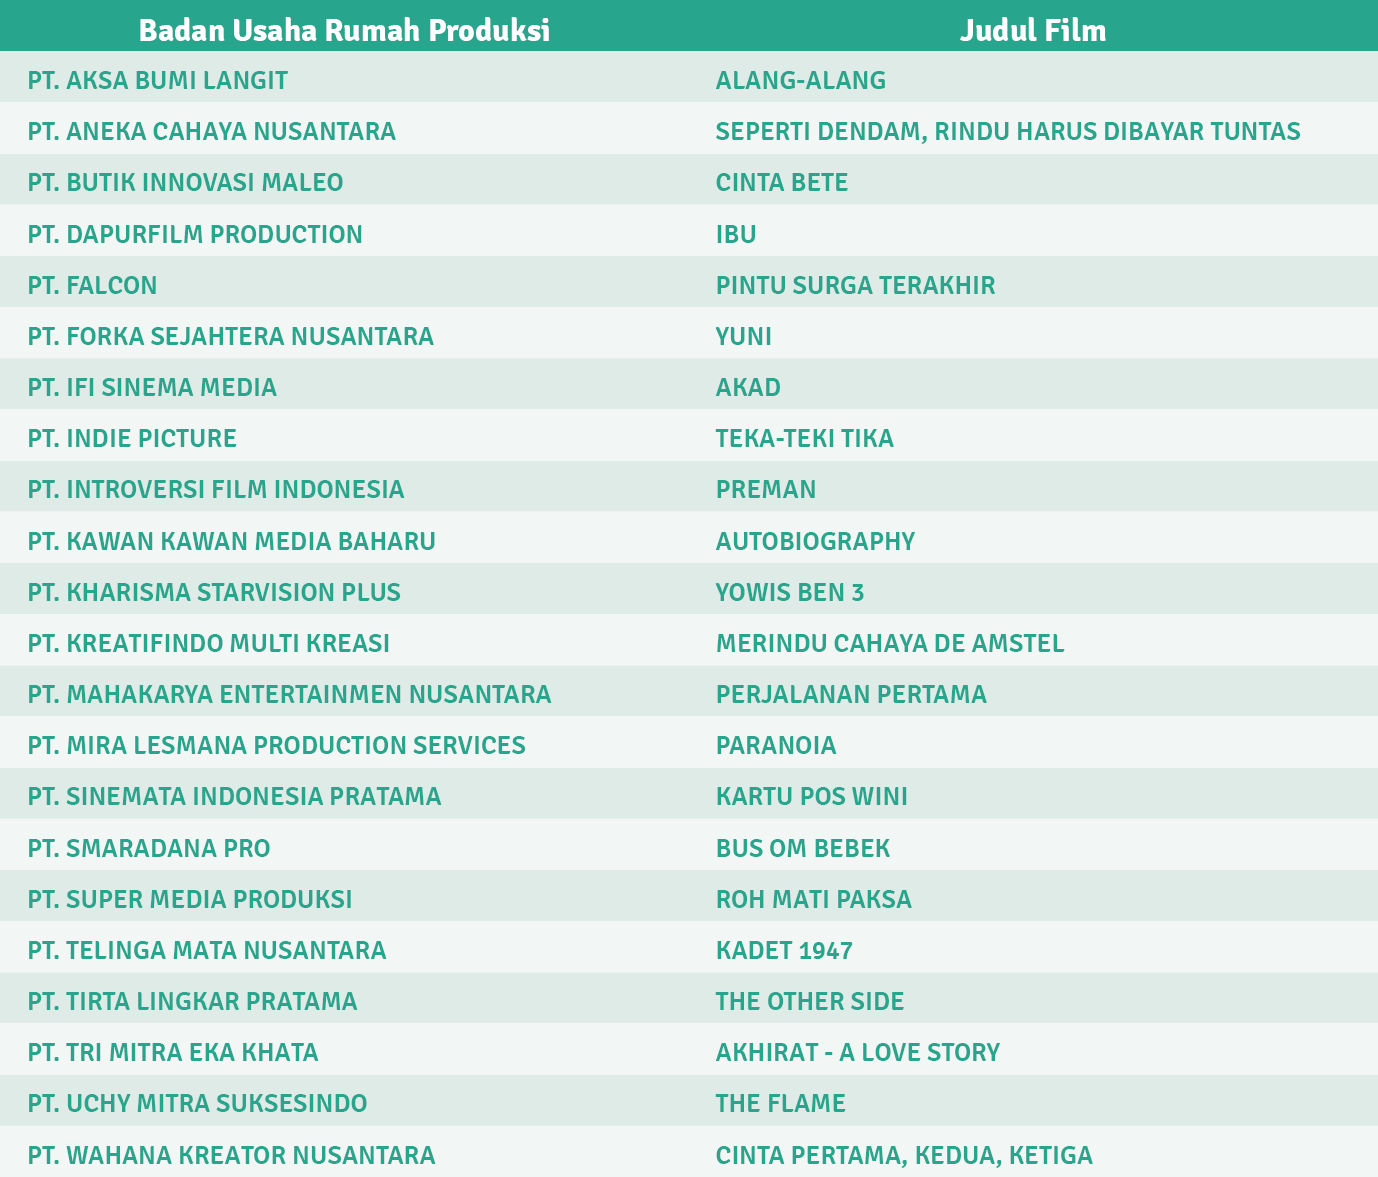 Badan Usaha Rumah Produksi Judul Film
PT. AKSA BUMI LANGIT ALANG-ALANG
PT. ANEKA CAHAYA NUSANTARA SEPERTI DENDAM, RINDU HARUS DIBAYAR TUNTAS
PT. BUTIK INNOVASI MALEO CINTA BETE
PT. DAPURFILM PRODUCTION IBU
PT. FALCON PINTU SURGA TERAKHIR
PT. FORKA SEJAHTERA NUSANTARA YUNI
PT. IFI SINEMA MEDIA AKAD
PT. INDIE PICTURE TEKA-TEKI TIKA
PT. INTROVERSI FILM INDONESIA PREMAN
PT. KAWAN KAWAN MEDIA BAHARU AUTOBIOGRAPHY
PT. KHARISMA STARVISION PLUS YOWIS BEN 3
PT. KREATIFINDO MULTI KREASI MERINDU CAHAYA DE AMSTEL
PT. MAHAKARYA ENTERTAINMEN NUSANTARA PERJALANAN PERTAMA
PT. MIRA LESMANA PRODUCTION SERVICES PARANOIA
PT. SINEMATA INDONESIA PRATAMA KARTU POS WINI
PT. SMARADANA PRO BUS OM BEBEK
PT. SUPER MEDIA PRODUKSI ROH MATI PAKSA
PT. TELINGA MATA NUSANTARA KADET 1947
PT. TIRTA LINGKAR PRATAMA THE OTHER SIDE
PT. TRI MITRA EKA KHATA AKHIRAT - A LOVE STORY
PT. UCHY MITRA SUKSESINDO THE FLAME
PT. WAHANA KREATOR NUSANTARA CINTA PERTAMA, KEDUA, KETIGA